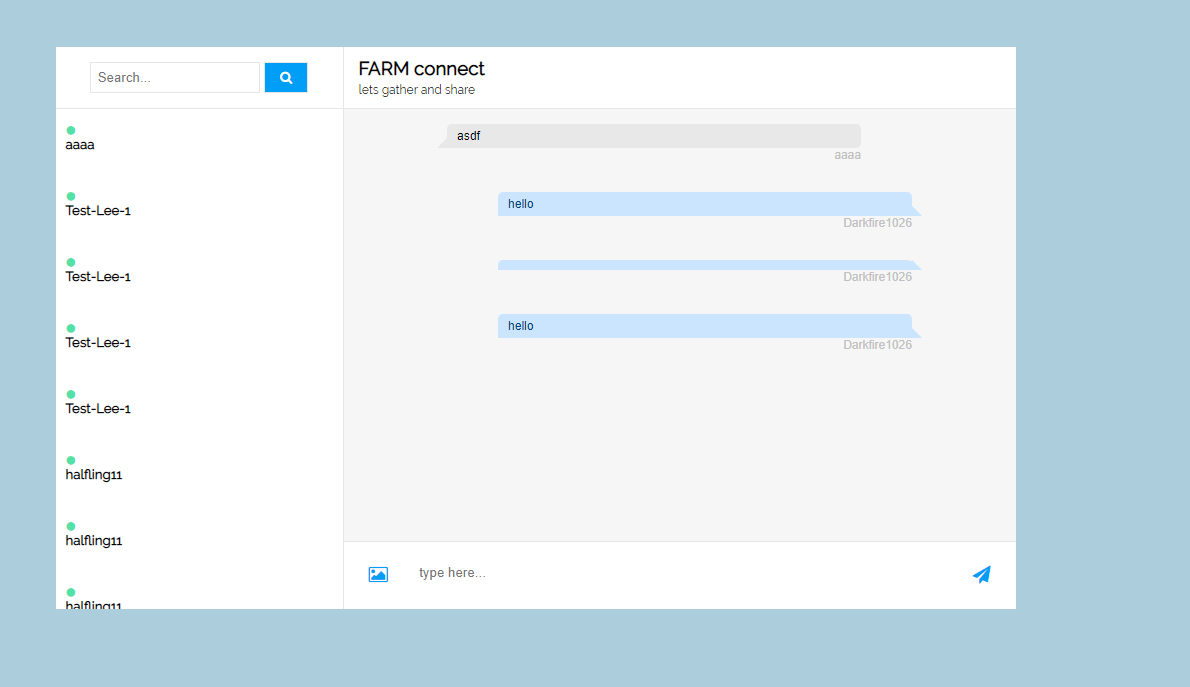 Search...
FARM connect
lets gather and share
aaaa
Test-Lee-1
Test-Lee-1
Test-Lee-1
Test-Lee-1
halfling11
halfling11
halfling11
asdf
aaaa
hello
Darkfire1026
Darkfire1026
hello
Darkfire1026
type here...